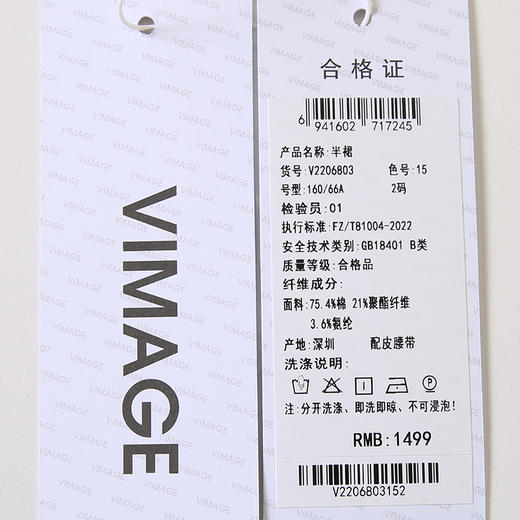 VIMAGE
合格证
6 941602 717245
产品名称:半裙
货号:V2206803 色号:15
号型:160/66A 2码
检验员:01
执行标准:FZ/T81004-2022
安全技术类别:GB18401 B类
质量等级:合格品
纤维成分:
面料:75.4%棉 21%聚酯纤维
3.6%氨纶
产地:深圳 配皮腰带
洗涤说明:
注:分开洗涤、即洗即晾、不可浸泡!
RMB:1499
V2206803152